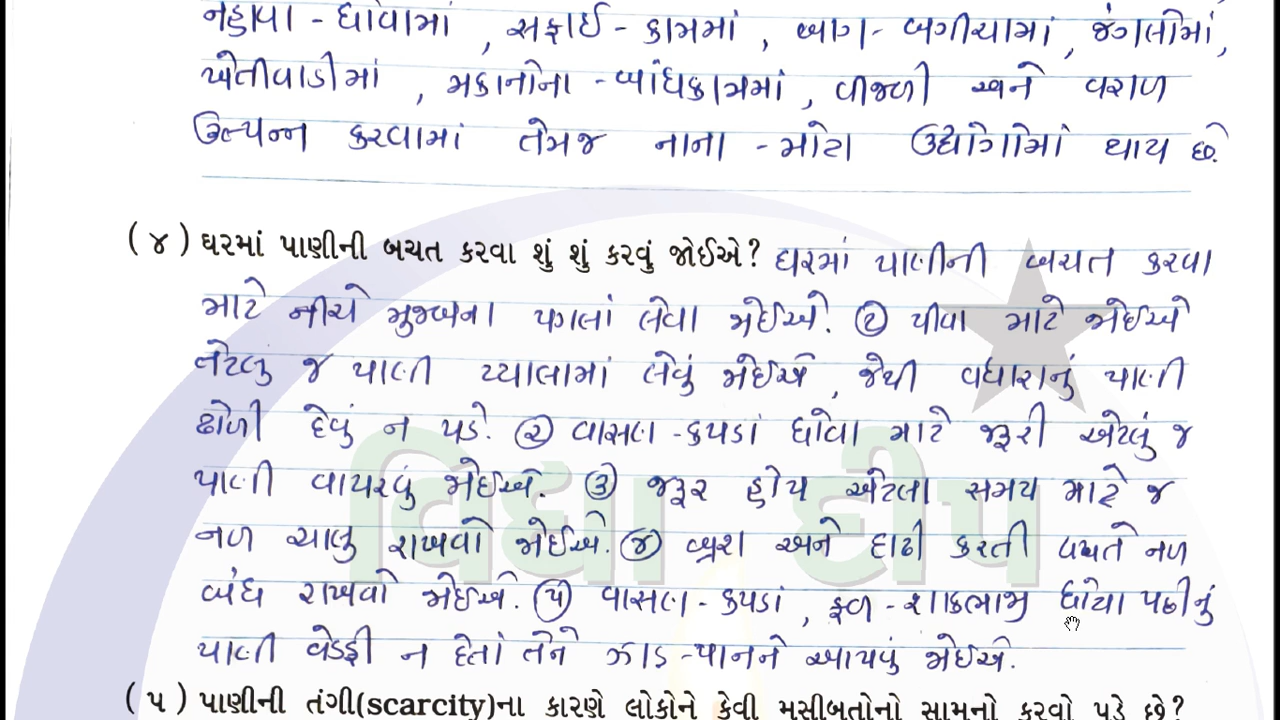 નહાવા - ધોવામાં , સફાઈ - કામમાં , બાગ - બગીચામાં , જંગલોમાં,
ખેતીવાડીમાં , મકાનોના - બાંધકામમાં , વીજળી અને વરાળ
ઉત્પન્ન કરવામાં તેમજ નાના - મોટા ઉદ્યોગોમાં થાય છે.
(૪) ઘરમાં પાણીની બચત કરવા શું શું કરવું જોઈએ? ઘરમાં પાણીની બચત કરવા
માટે નીચે મુજબના પગલાં લેવા જોઈએ. ① પીવા માટે જોઈએ
તેટલું જ પાણી પ્યાલામાં લેવું જોઈએ , જેથી વધારાનું પાણી
ઢોળી દેવું ન પડે. ② વાસણ - કપડાં ધોવા માટે જરૂરી એટલું જ
પાણી વાપરવું જોઈએ. ③ જરૂર હોય એટલા સમય માટે જ
નળ ચાલુ રાખવો જોઈએ. ④ બ્રશ અને દાઢી કરતી વખતે નળ
બંધ રાખવો જોઈએ. ⑤ વાસણ - કપડાં , ફળ - શાકભાજી ધોયા પછીનું
પાણી વેડફી ન દેતાં તેને ઝાડ - પાનને આપવું જોઈએ.
(૫) પાણીની તંગી(scarcity)ના કારણે લોકોને કેવી મુસીબતોનો સામનો કરવો પડે છે?
વિદ્યા દીપ